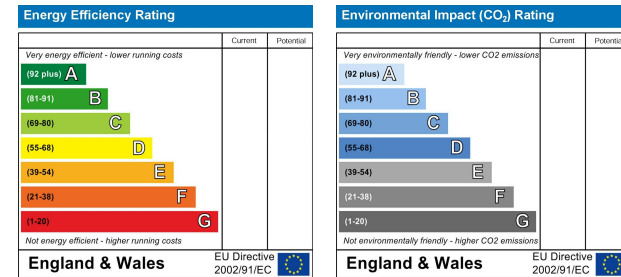 Energy Efficiency Rating
Current Potential
Very energy efficient - lower running costs
(92 plus) A
(81-91) B
(69-80) C
(55-68) D
(39-54) E
(21-38) F
(1-20) G
Not energy efficient - higher running costs
England & Wales
EU Directive
2002/91/EC
Environmental Impact (CO₂) Rating
Current Potentia
Very environmentally friendly - lower CO2 emissions
(92 plus) A
(81-91) B
(69-80) C
(55-68) D
(39-54) E
(21-38) F
(1-20) G
Not environmentally friendly - higher CO2 emissions
England & Wales
EU Directive
2002/91/EC